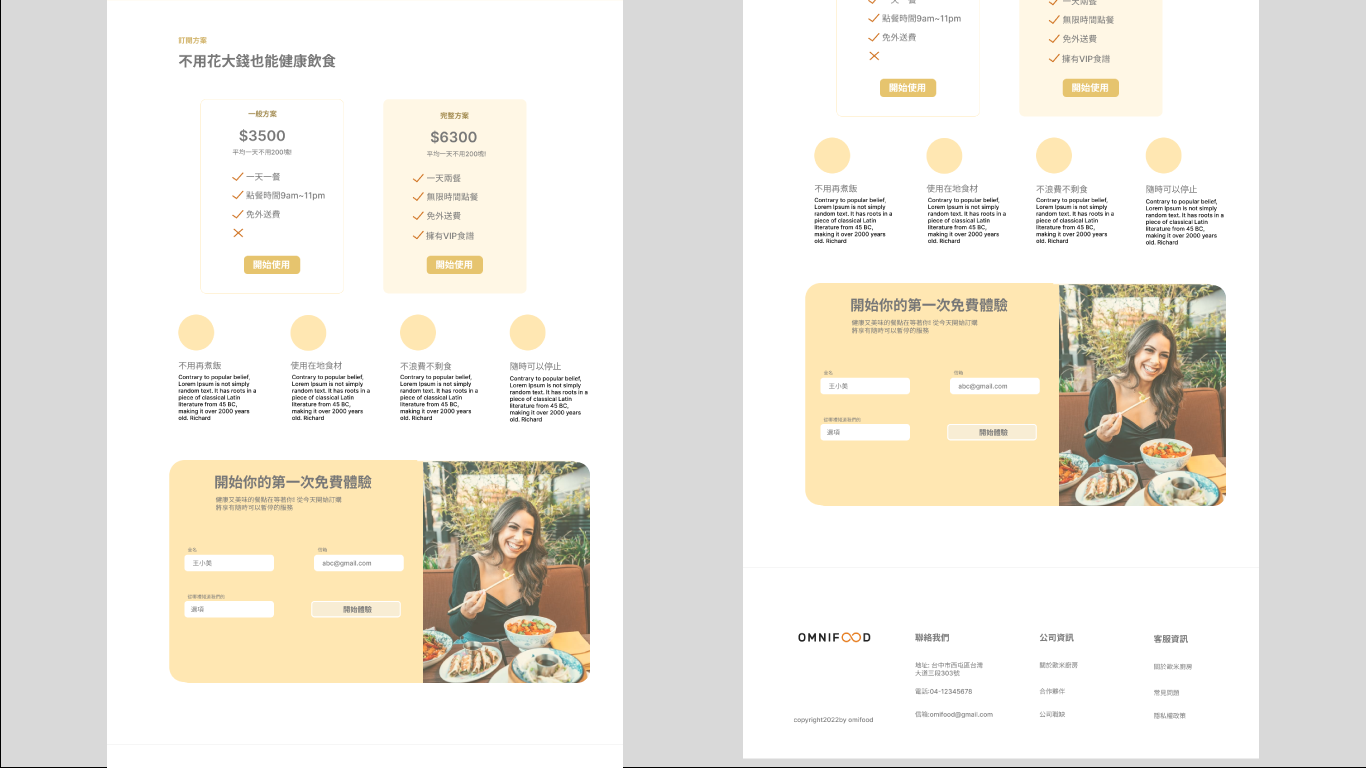 訂閱方案
不用花大錢也能健康飲食
一般方案
$3500
平均一天不用200塊!
一天一餐
點餐時間9am~11pm
免外送費
開始使用
完整方案
$6300
平均一天不用200塊!
一天兩餐
無限時間點餐
免外送費
擁有VIP食譜
開始使用
不用再煮飯
Contrary to popular belief,
Lorem Ipsum is not simply
random text. It has roots in a
piece of classical Latin
literature from 45 BC,
making it over 2000 years
old. Richard
使用在地食材
Contrary to popular belief,
Lorem Ipsum is not simply
random text. It has roots in a
piece of classical Latin
literature from 45 BC,
making it over 2000 years
old. Richard
不浪費不剩食
Contrary to popular belief,
Lorem Ipsum is not simply
random text. It has roots in a
piece of classical Latin
literature from 45 BC,
making it over 2000 years
old. Richard
隨時可以停止
Contrary to popular belief,
Lorem Ipsum is not simply
random text. It has roots in a
piece of classical Latin
literature from 45 BC,
making it over 2000 years
old. Richard
開始你的第一次免費體驗
健康又美味的餐點在等著你! 從今天開始訂購
將享有隨時可以暫停的服務
全名
王小美
信箱
abc@gmail.com
選項
開始體驗
點餐時間9am~11pm
免外送費
開始使用
一天兩餐
無限時間點餐
免外送費
擁有VIP食譜
開始使用
不用再煮飯
Contrary to popular belief,
Lorem Ipsum is not simply
random text. It has roots in a
piece of classical Latin
literature from 45 BC,
making it over 2000 years
old. Richard
使用在地食材
Contrary to popular belief,
Lorem Ipsum is not simply
random text. It has roots in a
piece of classical Latin
literature from 45 BC,
making it over 2000 years
old. Richard
不浪費不剩食
Contrary to popular belief,
Lorem Ipsum is not simply
random text. It has roots in a
piece of classical Latin
literature from 45 BC,
making it over 2000 years
old. Richard
隨時可以停止
Contrary to popular belief,
Lorem Ipsum is not simply
random text. It has roots in a
piece of classical Latin
literature from 45 BC,
making it over 2000 years
old. Richard
開始你的第一次免費體驗
健康又美味的餐點在等著你! 從今天開始訂購
將享有隨時可以暫停的服務
全名
王小美
信箱
abc@gmail.com
選項
開始體驗
OMNIFOOD
copyright2022by omifood
聯絡我們
地址: 台中市西屯區台灣
大道三段303號
電話:04-12345678
信箱:omifood@gmail.com
公司資訊
關於歐米廚房
合作夥伴
公司職缺
客服資訊
關於歐米廚房
常見問題
隱私權政策